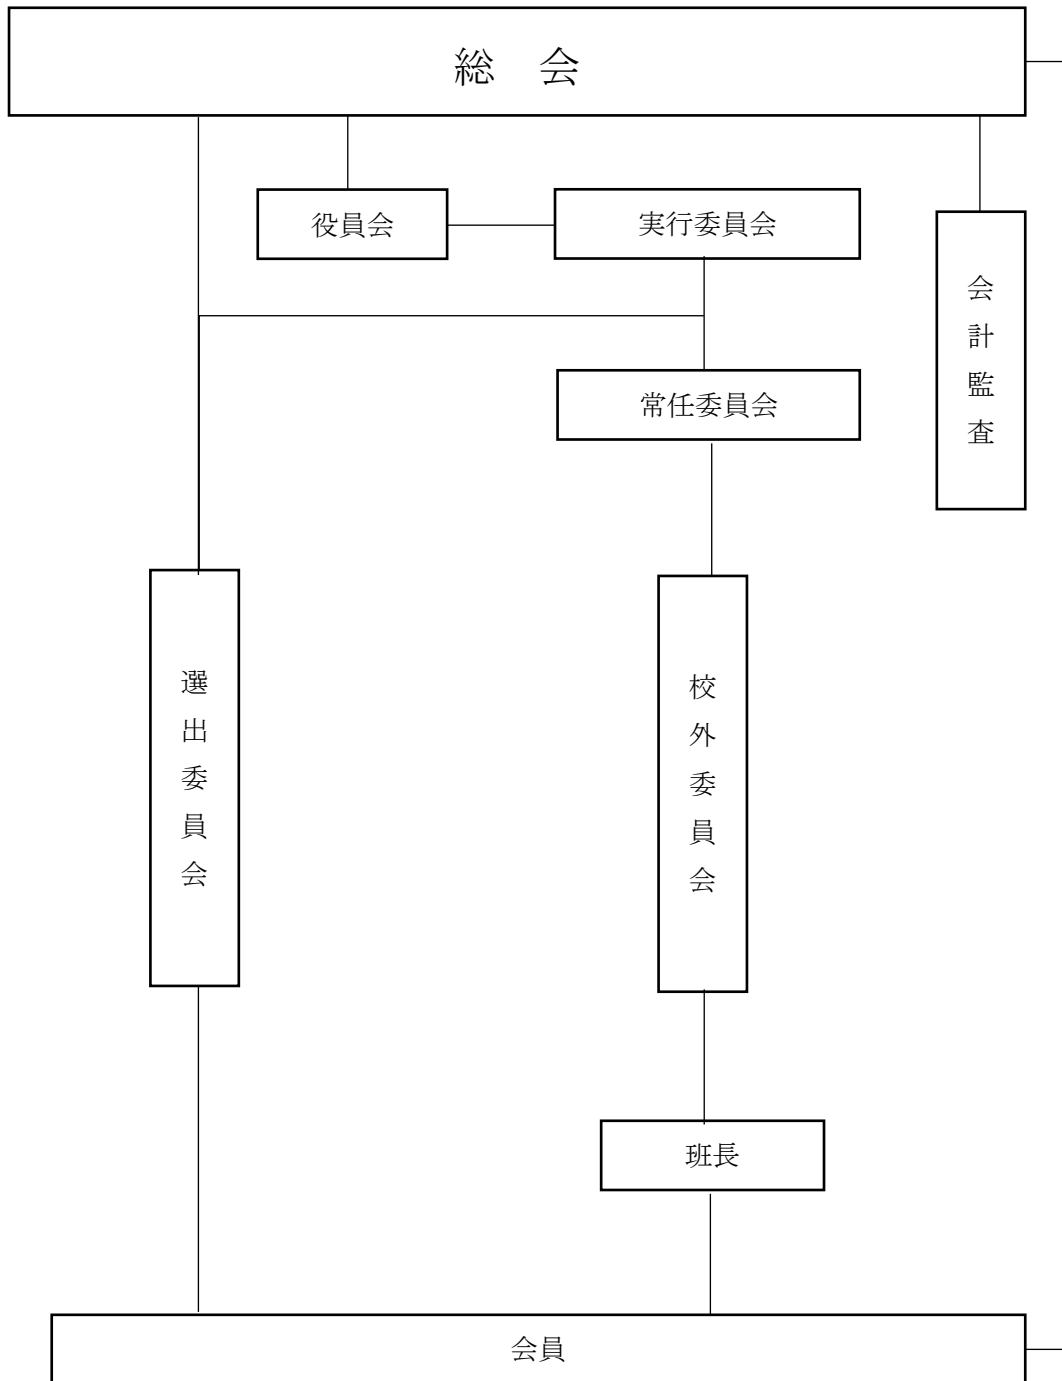 総　会
役員会
実行委員会
会計監査
常任委員会
選出委員会
校外委員会
班長
会員